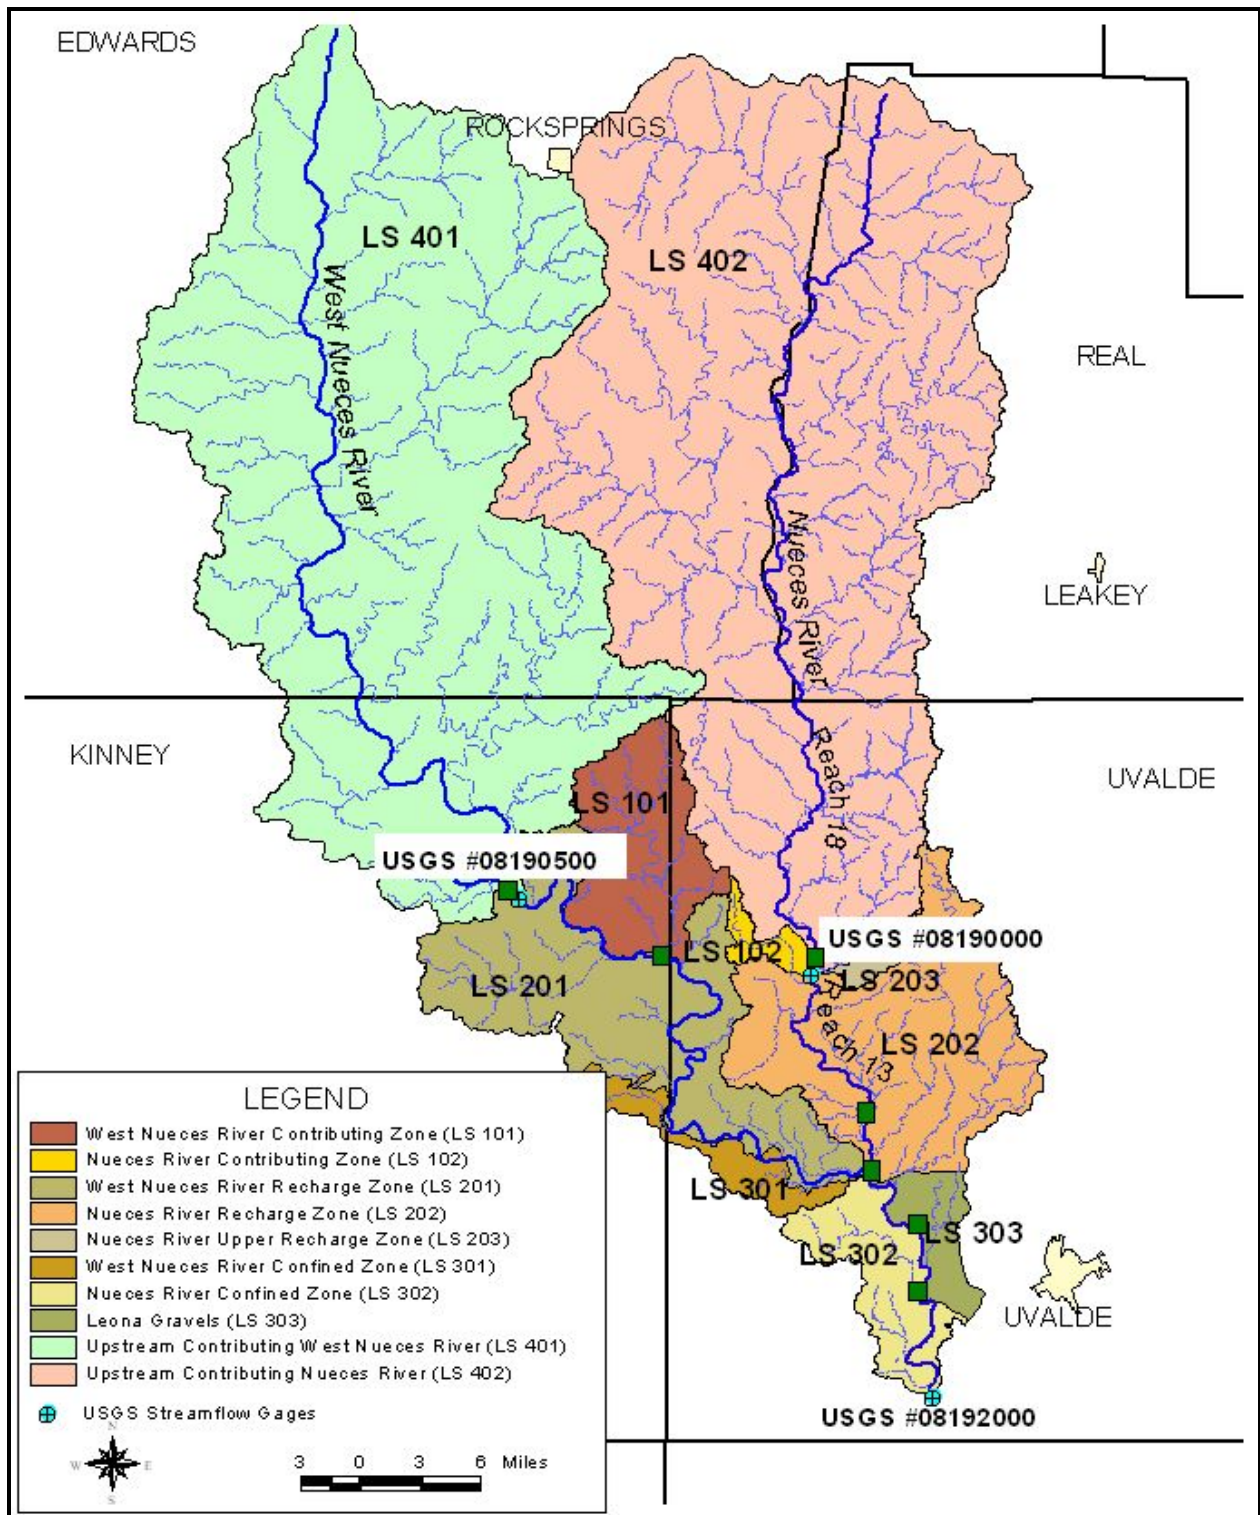 EDWARDS
ROCKSPRINGS
LS 401
LS 402
West Nueces River
REAL
Nueces River
LEAKEY
KINNEY
Reach 18
UVALDE
LS 101
USGS #08190500
USGS #08190000
LS 102
LS 203
LS 201
Reach 13
LS 202
LS 301
LS 303
LS 302
UVALDE
USGS #08192000
LEGEND
West Nueces River Contributing Zone (LS 101)
Nueces River Contributing Zone (LS 102)
West Nueces River Recharge Zone (LS 201)
Nueces River Recharge Zone (LS 202)
Nueces River Upper Recharge Zone (LS 203)
West Nueces River Confined Zone (LS 301)
Nueces River Confined Zone (LS 302)
Leona Gravels (LS 303)
Upstream Contributing West Nueces River (LS 401)
Upstream Contributing Nueces River (LS 402)
USGS Streamflow Gages
N
W E
S
3 0 3 6 Miles